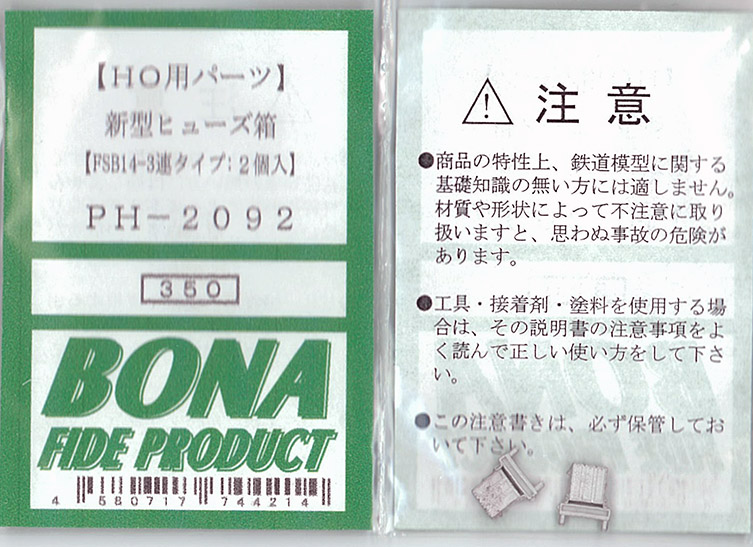 【HO用パーツ】
新型ヒューズ箱
【FSB14-3連タイプ:2個入】
PH-2092
350
BONA
FIDE PRODUCT
4 580717 744214
注意
●商品の特性上、鉄道模型に関する
基礎知識の無い方には適しません。
材質や形状によって不注意に取り
扱いますと、思わぬ事故の危険が
あります。
●工具・接着剤・塗料を使用する場
合は、その説明書の注意事項をよ
く読んで正しい使い方をして下さ
い。
●この注意書きは、必ず保管してお
いて下さい。